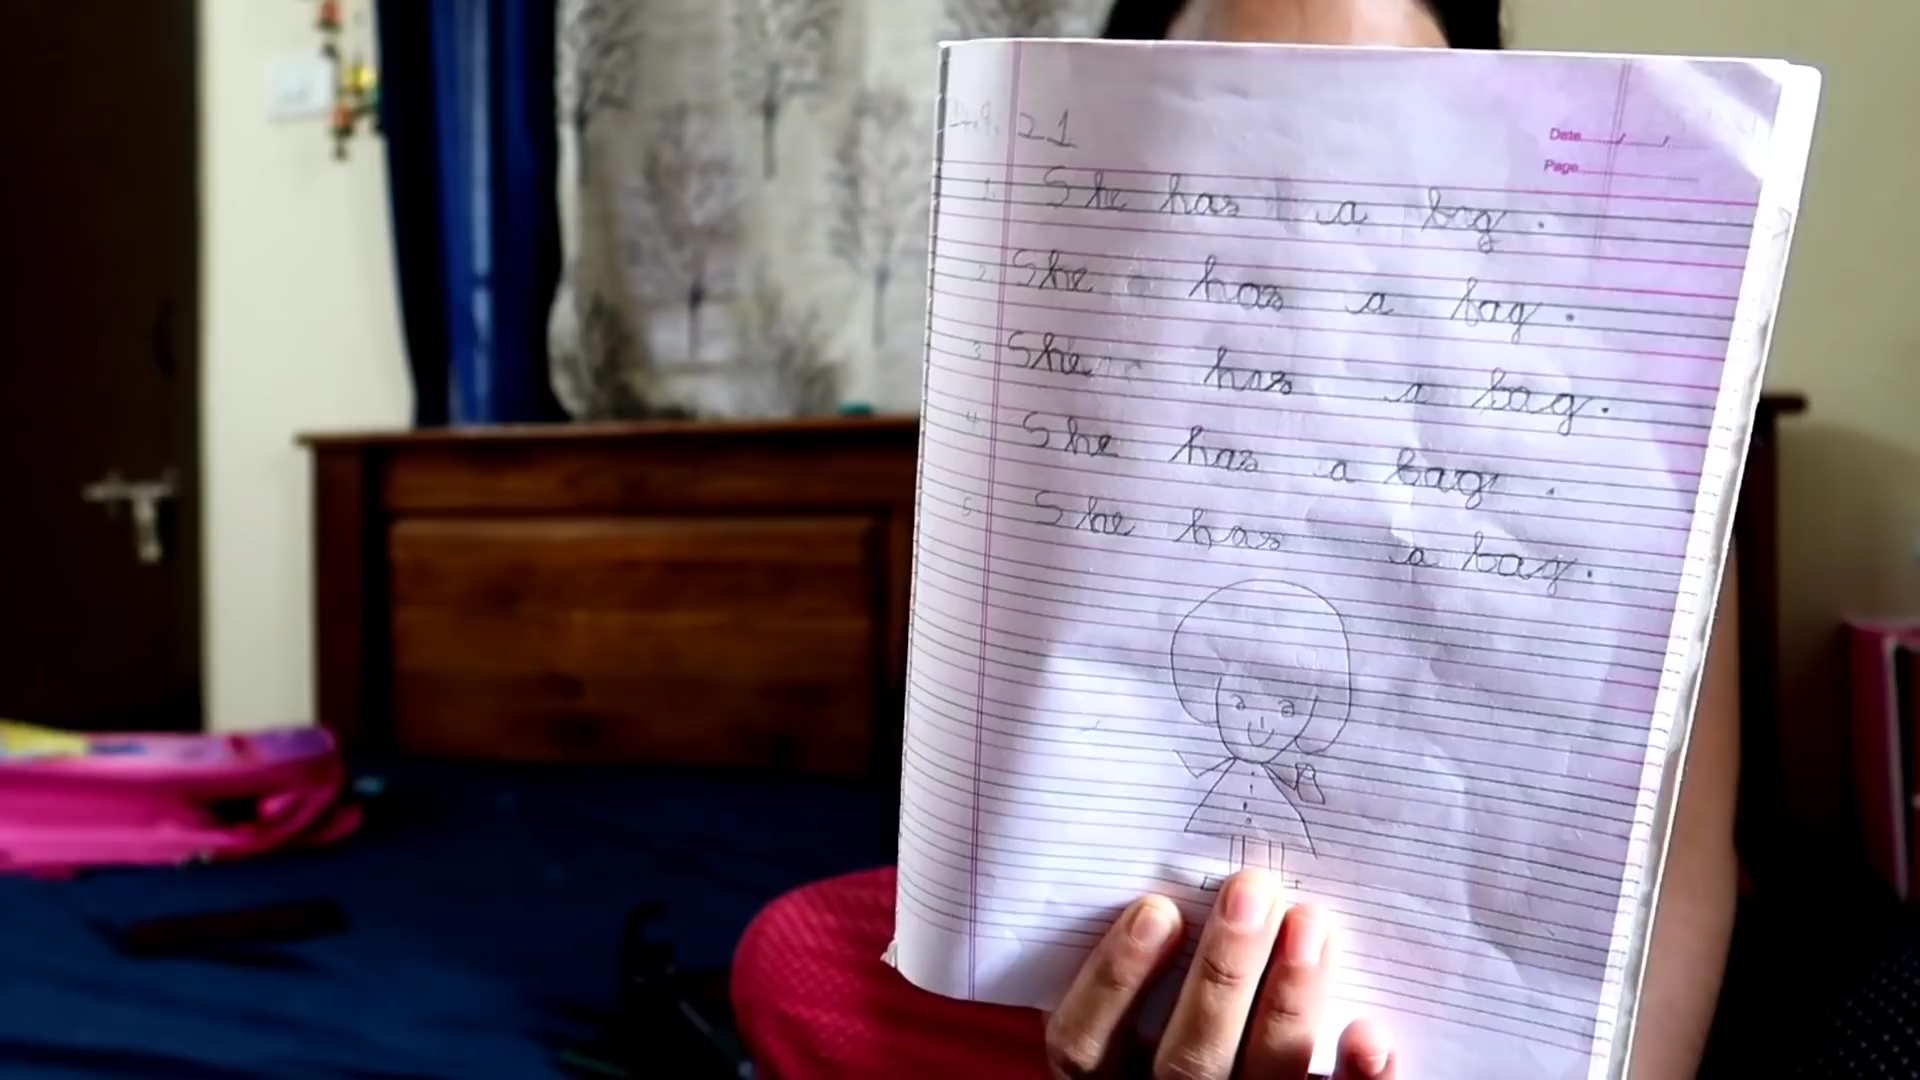 21
Date
Page
1. She has a bag.
2. She has a bag.
3. She has a bag.
4. She has a bag.
5. She has a bag.